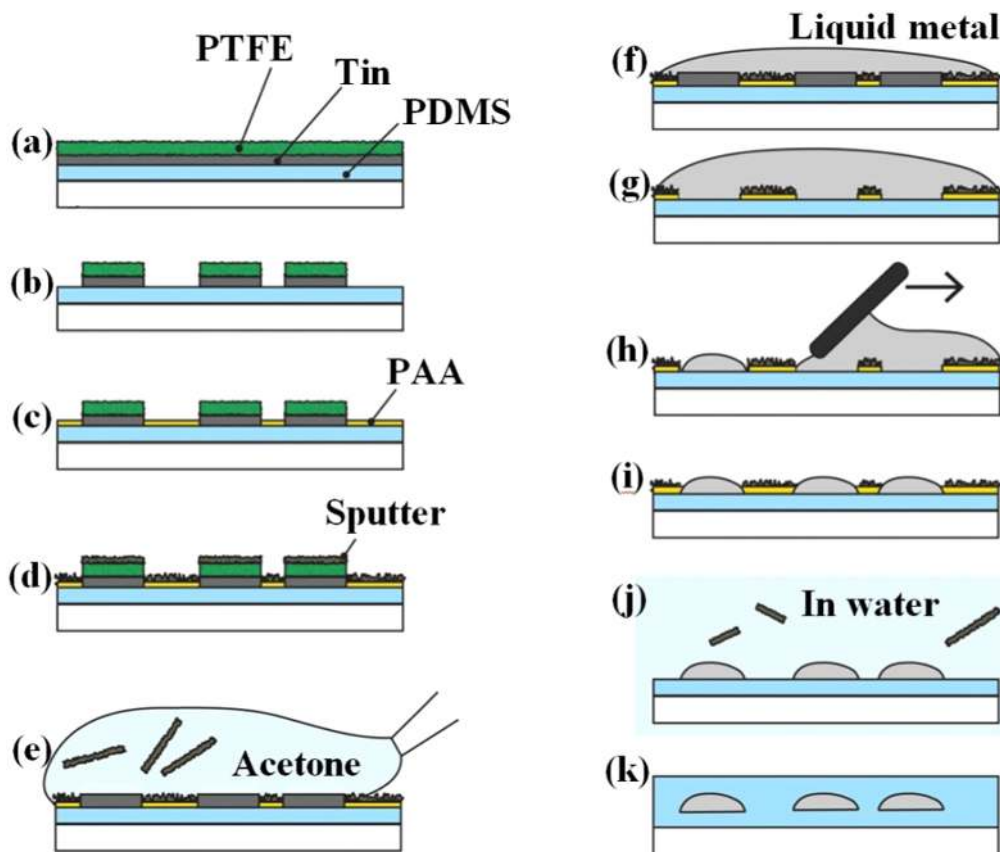 PTFE
Tin
PDMS
(a)
(b)
PAA
(c)
Sputter
(d)
(e)
Acetone
Liquid metal
(f)
(g)
(h)
(i)
(j)
In water
(k)